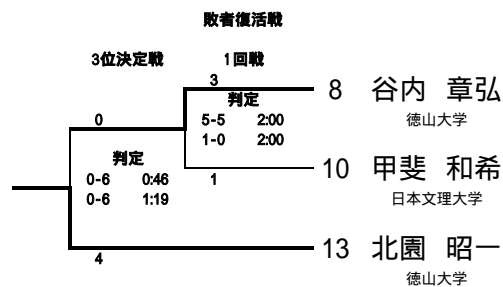 敗者復活戦
3位決定戦 1回戦
3
8 谷内 章弘
判定
徳山大学
0
5-5 2:00
1-0 2:00
判定
10 甲斐 和希
0-6 0:46
1
0-6 1:19
日本文理大学
13 北園 昭一
4
徳山大学